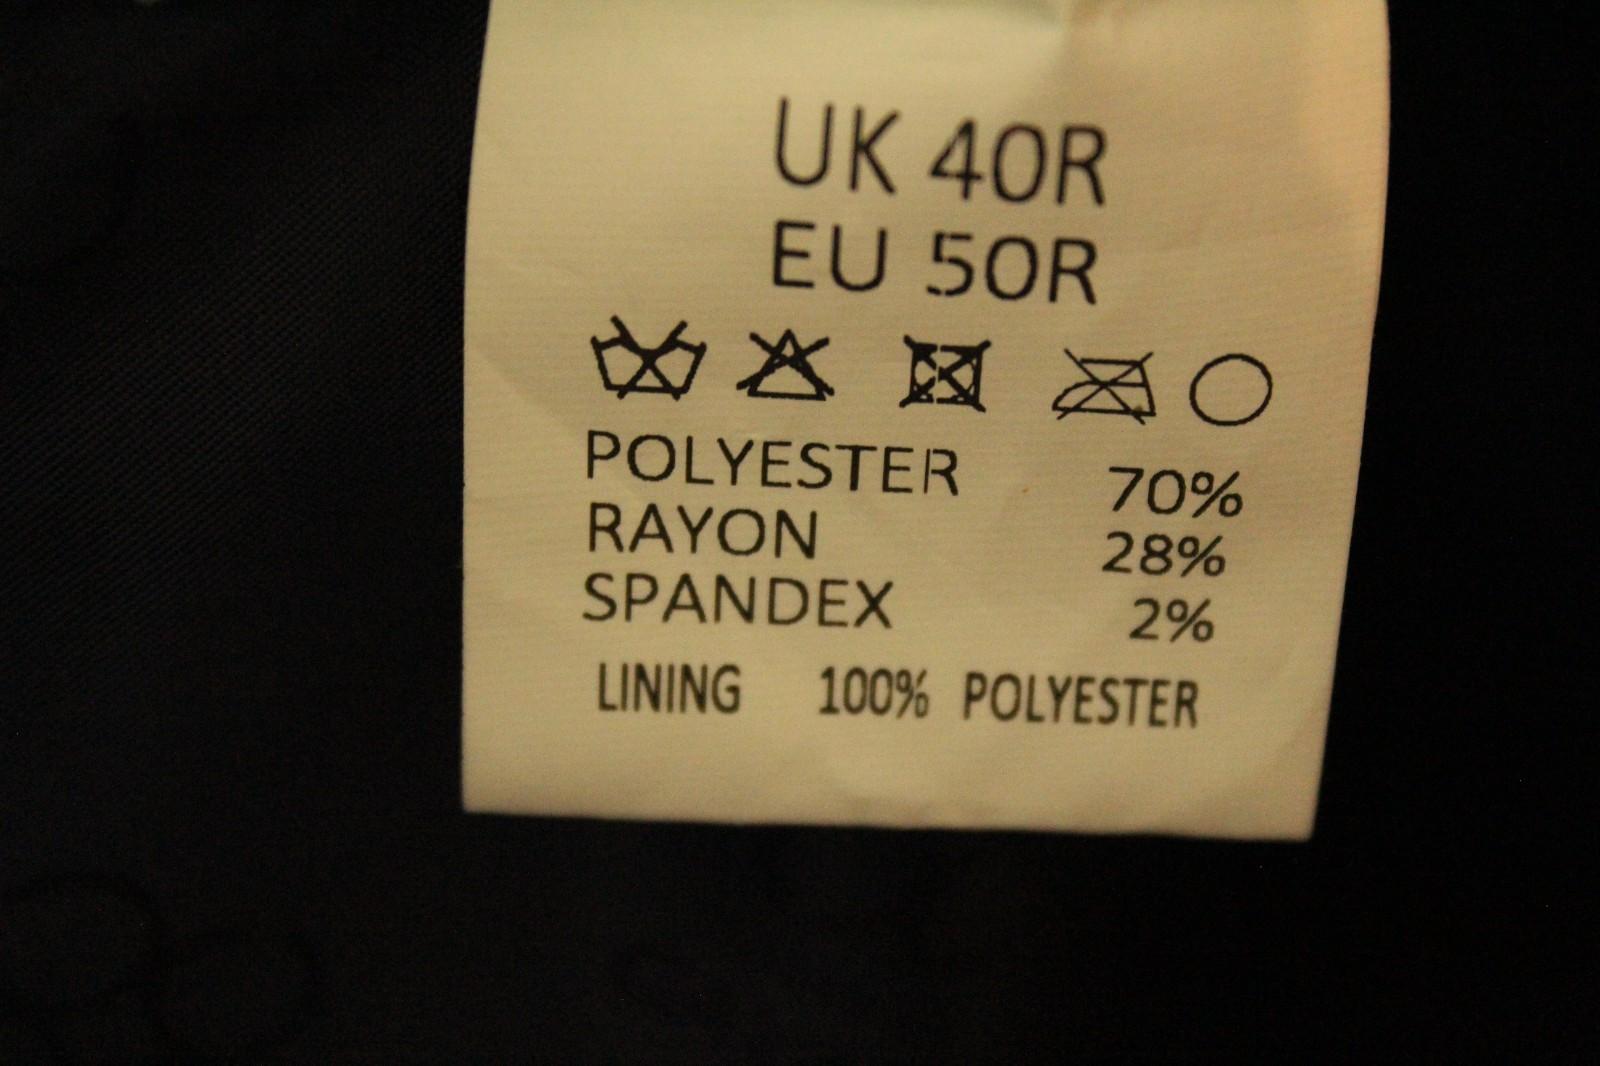 UK 40R
EU 50R
POLYESTER 70%
RAYON 28%
SPANDEX 2%
LINING 100% POLYESTER